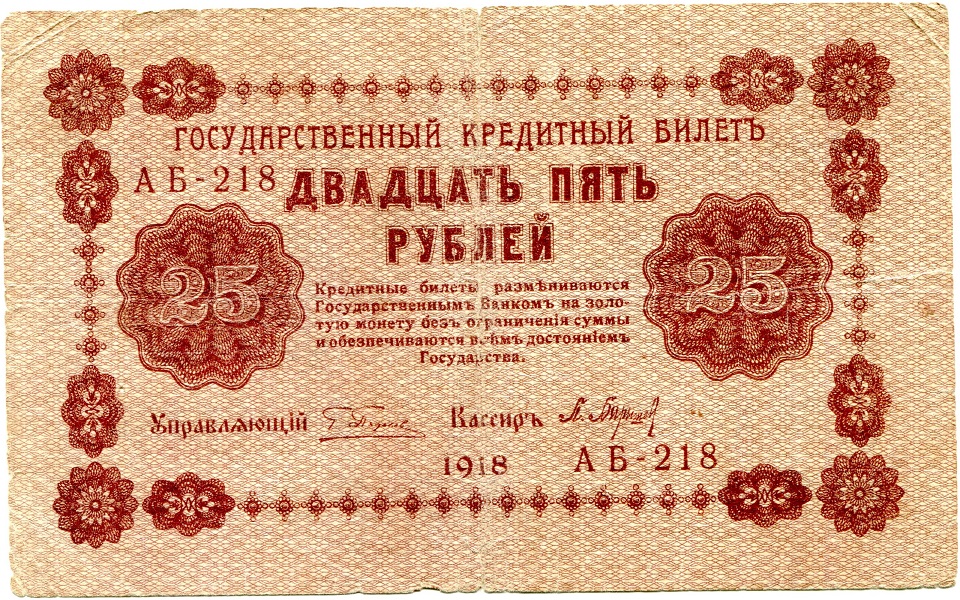 ГОСУДАРСТВЕННЫЙ КРЕДИТНЫЙ БИЛЕТЪ
АБ-218
ДВАДЦАТЬ ПЯТЬ
РУБЛЕЙ
25
25
Кредитные билеты размѣниваются
Государственнымъ Банкомъ на золо-
тую монету безъ ограниченія суммы
и обезпечиваются всѣмъ достояніемъ
Государства.
Управляющій
Кассиръ
1918
АБ-218